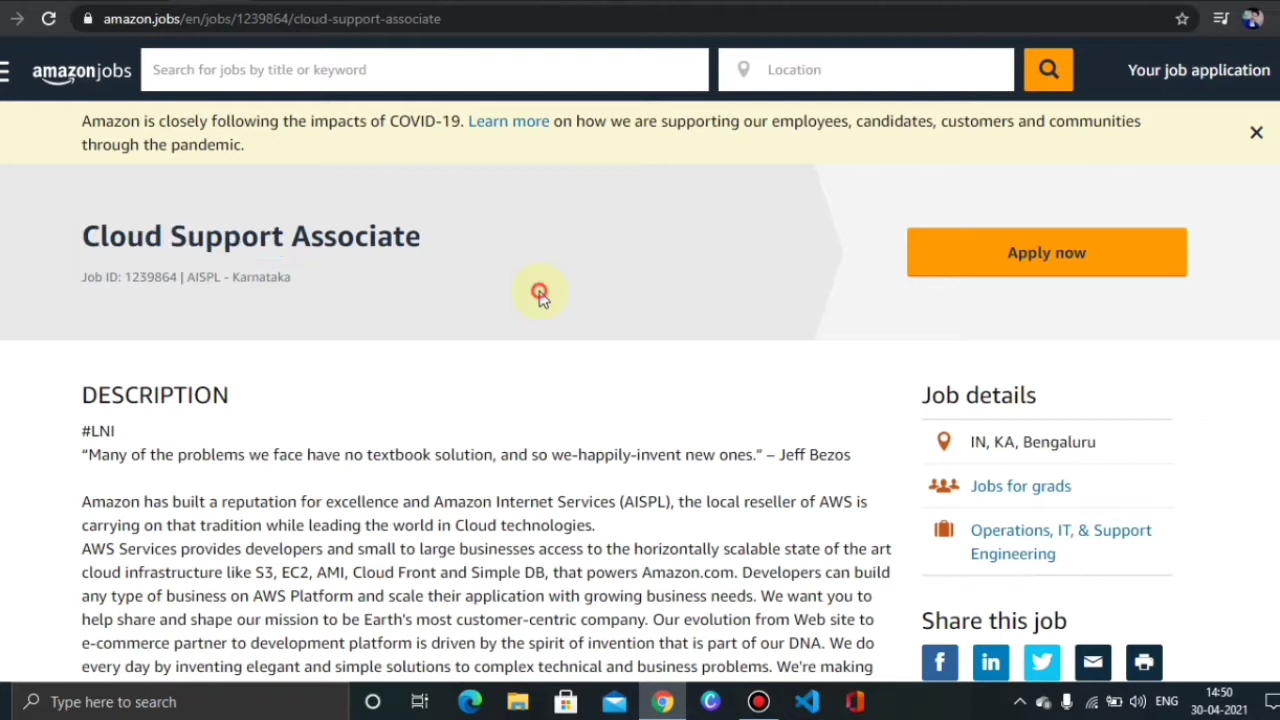 amazon.jobs/en/jobs/1239864/cloud-support-associate
amazonjobs
Search for jobs by title or keyword
Location
Your job application
Amazon is closely following the impacts of COVID-19. Learn more on how we are supporting our employees, candidates, customers and communities
through the pandemic.
Cloud Support Associate
Job ID: 1239864 | AISPL - Karnataka
Apply now
DESCRIPTION
#LNI
“Many of the problems we face have no textbook solution, and so we-happily-invent new ones.” – Jeff Bezos
Amazon has built a reputation for excellence and Amazon Internet Services (AISPL), the local reseller of AWS is
carrying on that tradition while leading the world in Cloud technologies.
AWS Services provides developers and small to large businesses access to the horizontally scalable state of the art
cloud infrastructure like S3, EC2, AMI, Cloud Front and Simple DB, that powers Amazon.com. Developers can build
any type of business on AWS Platform and scale their application with growing business needs. We want you to
help share and shape our mission to be Earth's most customer-centric company. Our evolution from Web site to
e-commerce partner to development platform is driven by the spirit of invention that is part of our DNA. We do
every day by inventing elegant and simple solutions to complex technical and business problems. We're making
Job details
IN, KA, Bengaluru
Jobs for grads
Operations, IT, & Support
Engineering
Share this job
Type here to search
ENG
14:50
30-04-2021